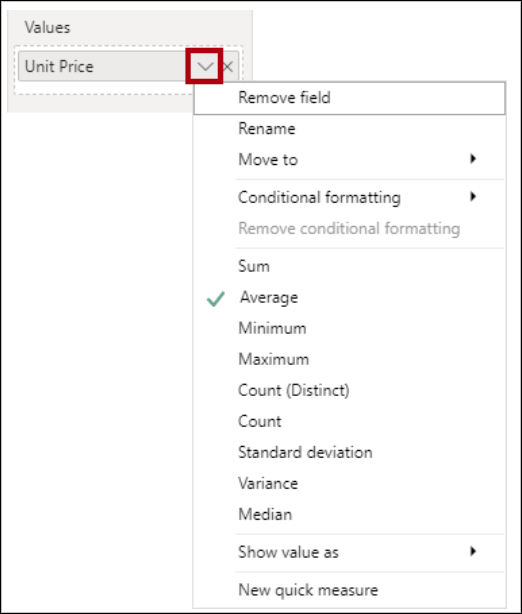 Values
Unit Price
Remove field
Rename
Move to
Conditional formatting
Remove conditional formatting
Sum
Average
Minimum
Maximum
Count (Distinct)
Count
Standard deviation
Variance
Median
Show value as
New quick measure